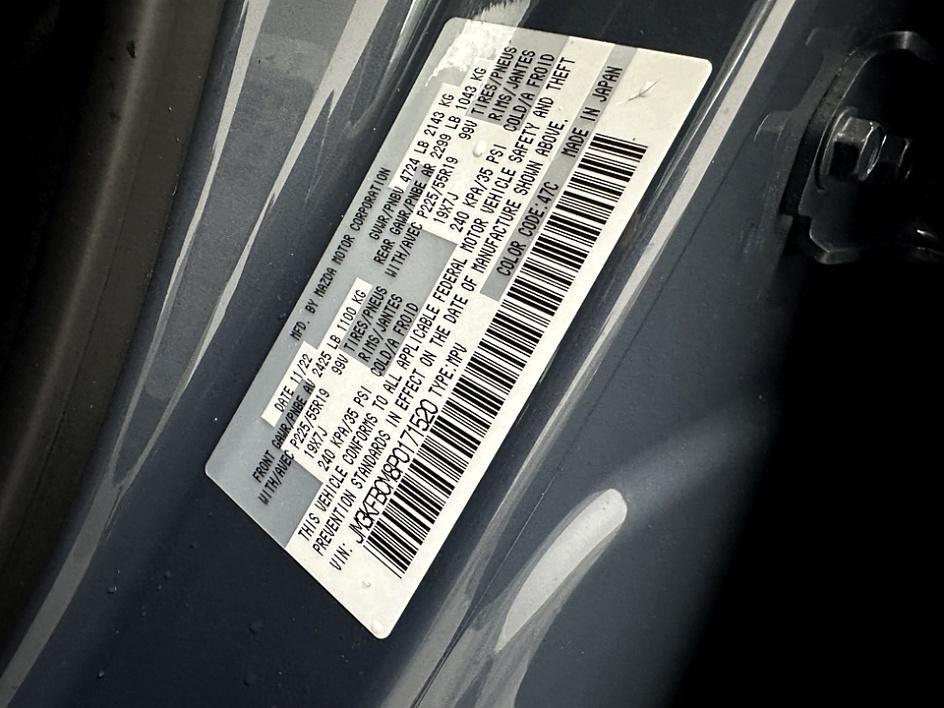 MFD. BY MAZDA MOTOR CORPORATION
DATE 11/22 GVWR/PNBV 4724 LB 2143 KG
FRONT GAWR/PNBE AV 2425 LB 1100 KG REAR GAWR/PNBE AR 2299 LB 1043 KG
WITH/AVEC P225/55R19 99V TIRES/PNEUS WITH/AVEC P225/55R19 99V TIRES/PNEUS
19X7J RIMS/JANTES 19X7J RIMS/JANTES
240 KPA/35 PSI COLD/A FROID 240 KPA/35 PSI COLD/A FROID
THIS VEHICLE CONFORMS TO ALL APPLICABLE FEDERAL MOTOR VEHICLE SAFETY AND THEFT
PREVENTION STANDARDS IN EFFECT ON THE DATE OF MANUFACTURE SHOWN ABOVE.
VIN: JM3KFBCM8P0171520 TYPE:MPV COLOR CODE:47C MADE IN JAPAN